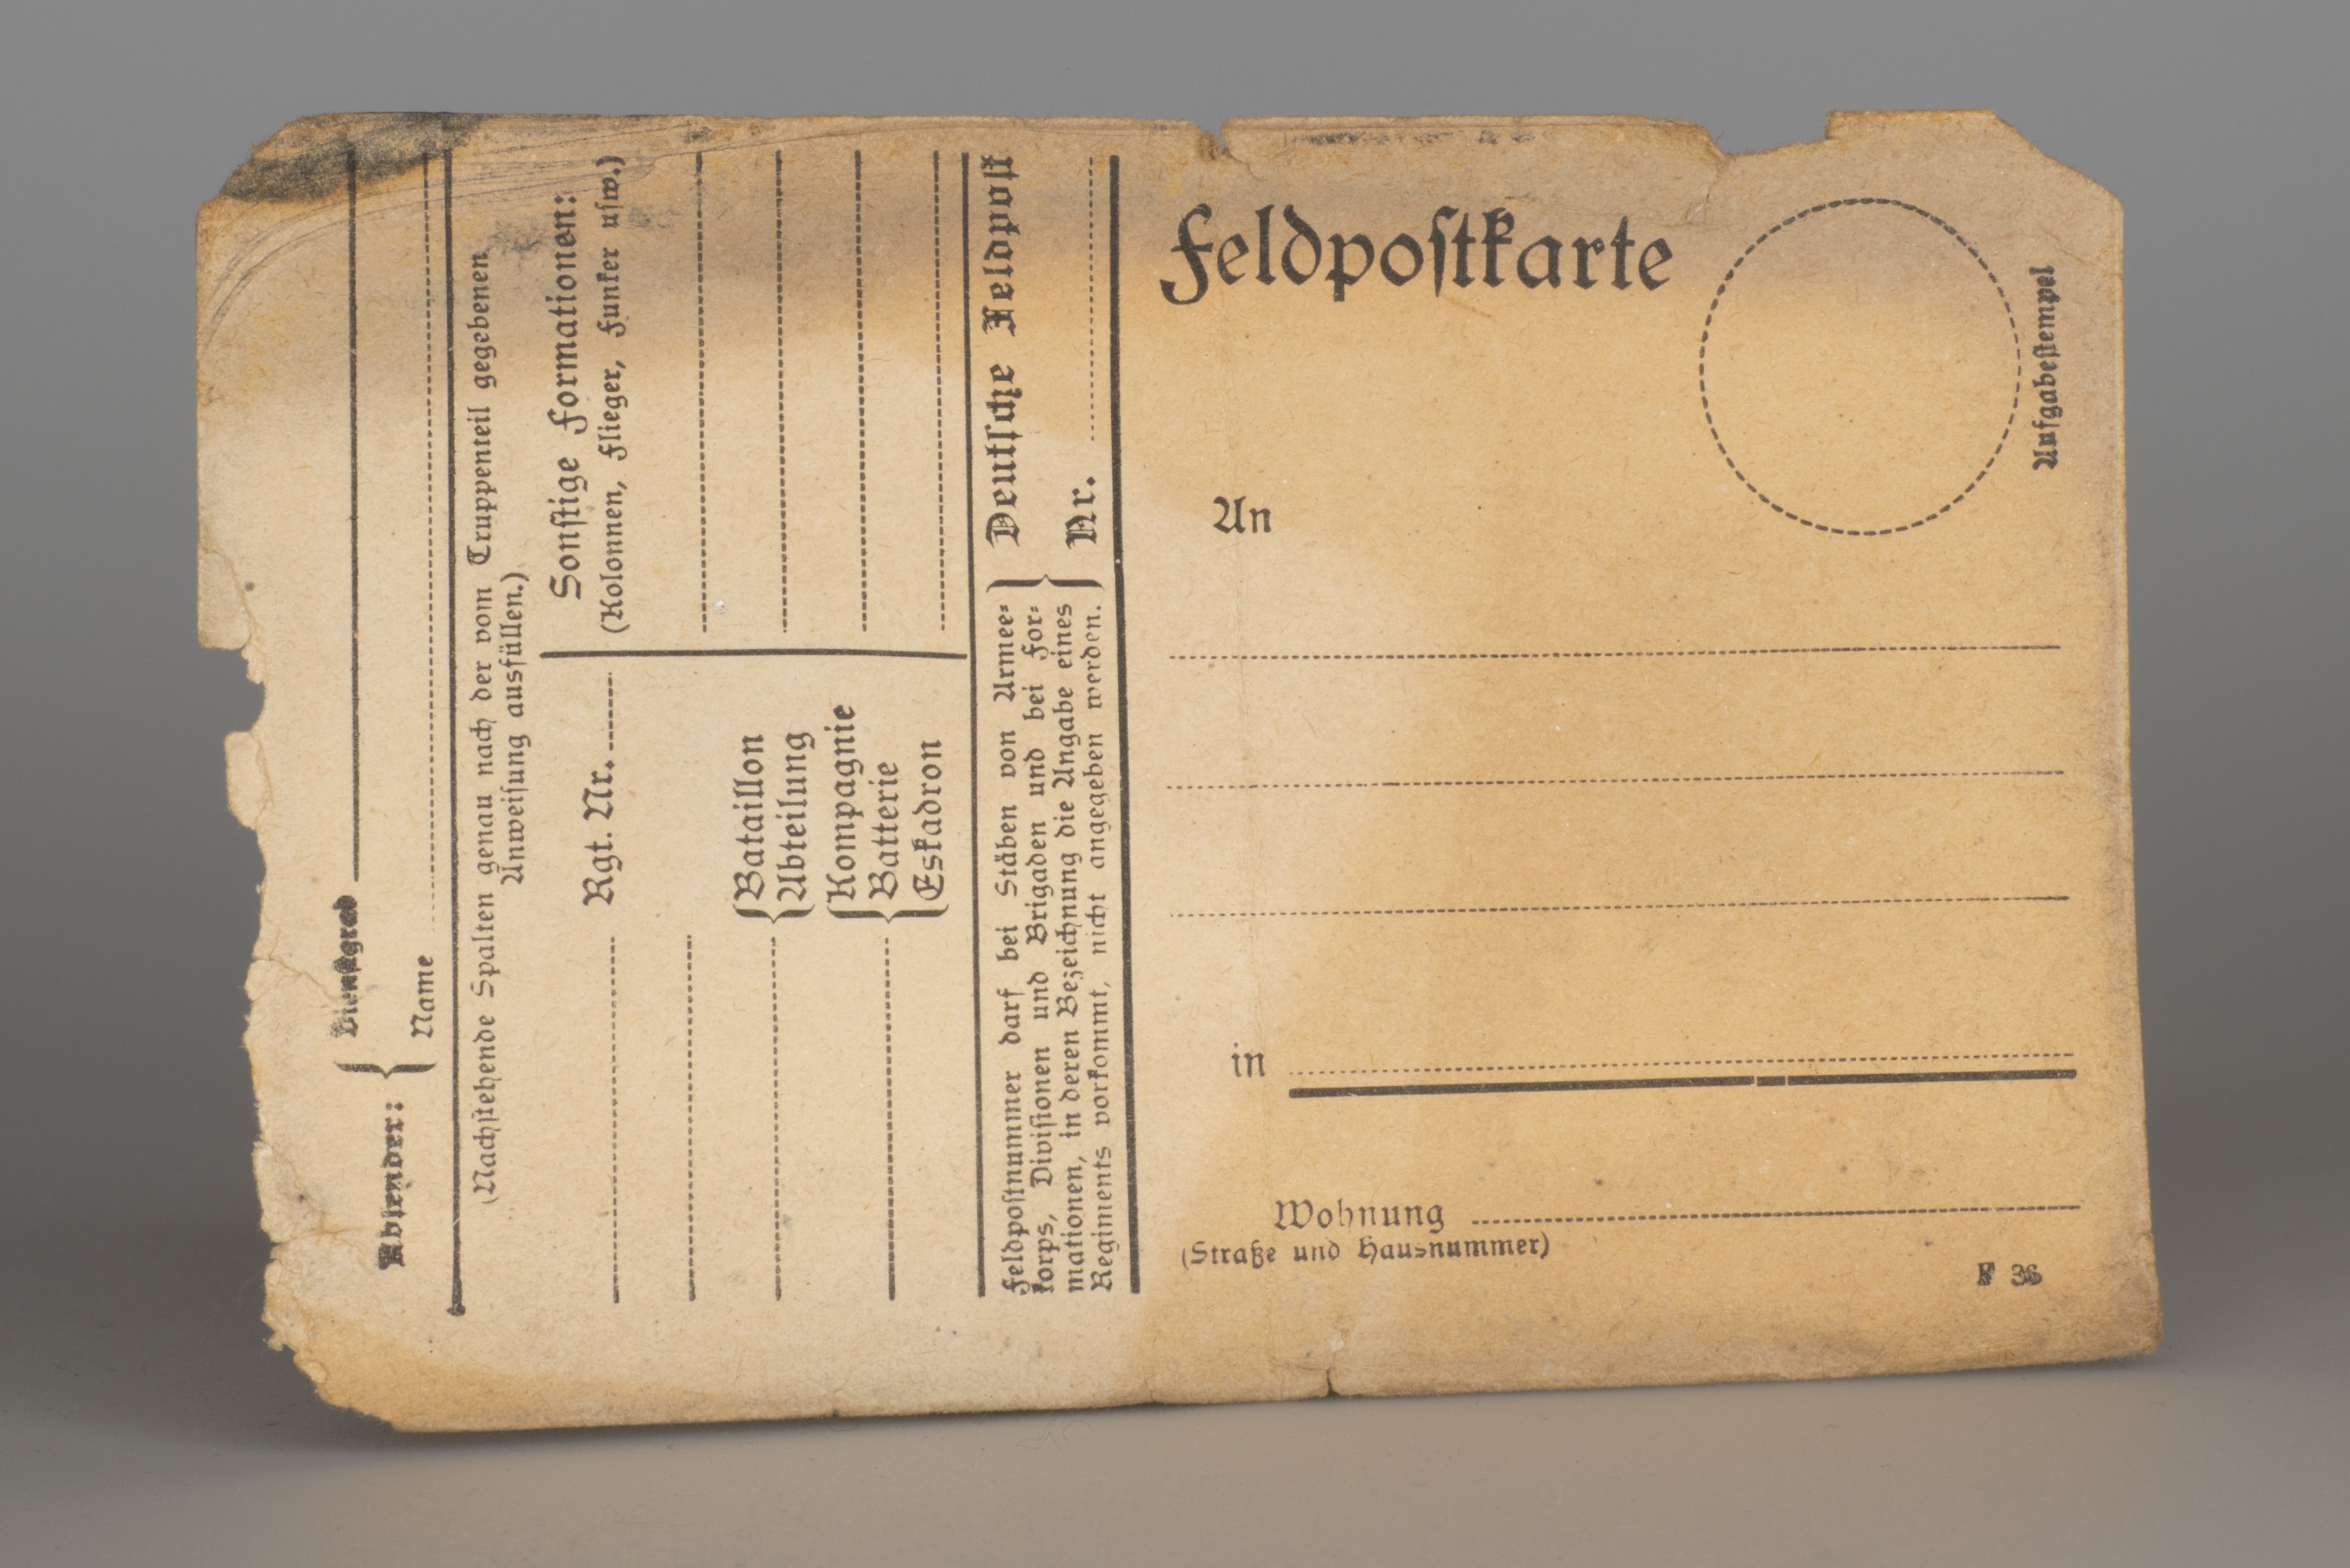 Feldpoſtkarte
Aufgabeſtempel
An
in
Wohnung
(Straße und Hausnummer)
F 36
Abſender:
Dienſtgrad
Name
(Nachſtehende Spalten genau nach der vom Truppenteil gegebenen
Anweiſung ausfüllen.)
Rgt. Nr.
Bataillon
Abteilung
Kompagnie
Batterie
Eskadron
Sonſtige Formationen:
(Kolonnen, Flieger, Funker uſw.)
Feldpoſtnummer darf bei Stäben von Armee-
korps, Diviſionen und Brigaden und bei For-
mationen, in deren Bezeichnung die Angabe eines
Regiments vorkommt, nicht angegeben werden.
Deutſche Feldpoſt
Nr.